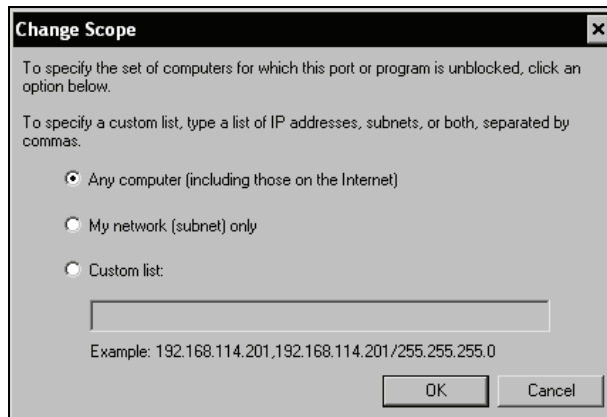 Change Scope
To specify the set of computers for which this port or program is unblocked, click an
option below.
To specify a custom list, type a list of IP addresses, subnets, or both, separated by
commas.
Any computer (including those on the Internet)
My network (subnet) only
Custom list:
Example: 192.168.114.201,192.168.114.201/255.255.255.0
OK
Cancel